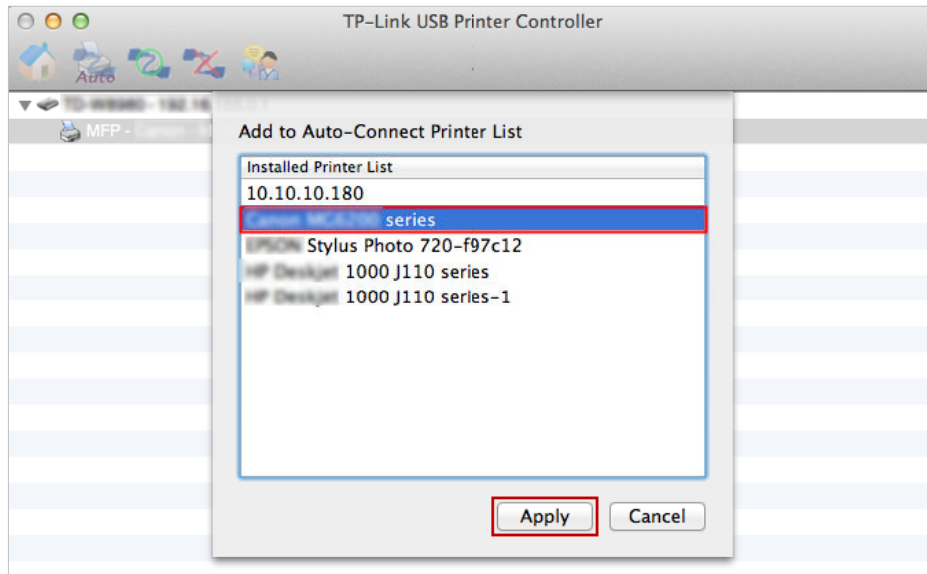 TP-Link USB Printer Controller
Auto
MFP -
Add to Auto-Connect Printer List
Installed Printer List
10.10.10.180
series
Stylus Photo 720-f97c12
1000 J110 series
1000 J110 series-1
Apply
Cancel